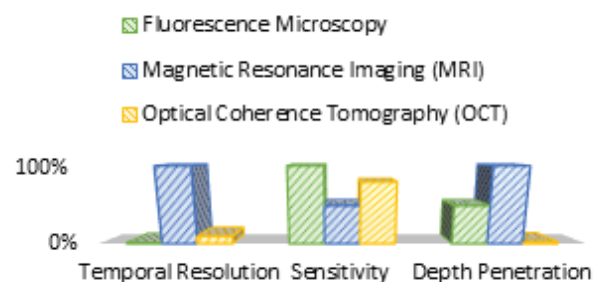 Fluorescence Microscopy
Magnetic Resonance Imaging (MRI)
Optical Coherence Tomography (OCT)
100%
0%
Temporal Resolution Sensitivity Depth Penetration